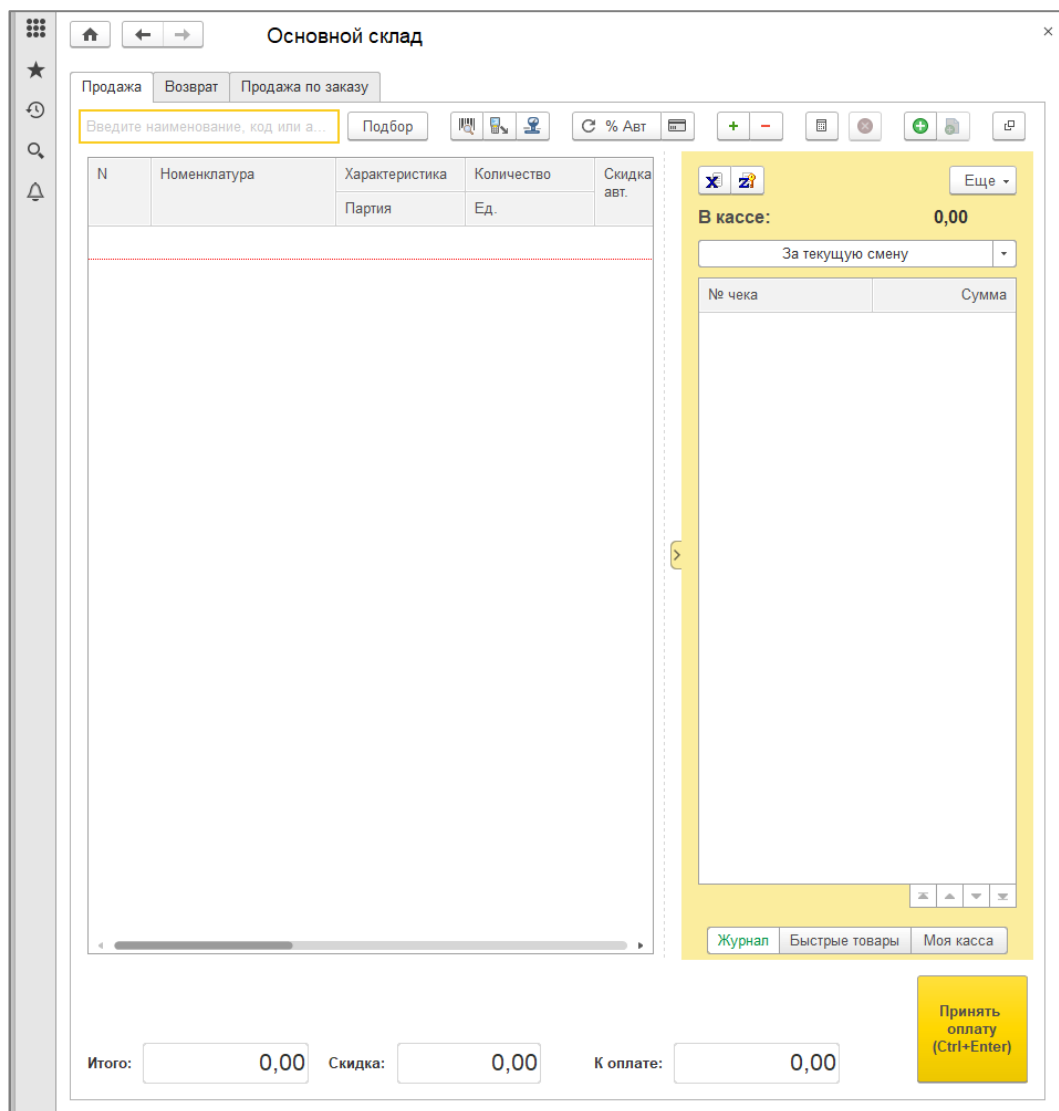 Основной склад
Продажа Возврат Продажа по заказу
Введите наименование, код или а... Подбор % Авт + −
N Номенклатура Характеристика Количество Скидка авт.
Партия Ед.
X Z Еще
В кассе: 0,00
За текущую смену
№ чека Сумма
Журнал Быстрые товары Моя касса
Принять
оплату
(Ctrl+Enter)
Итого: 0,00 Скидка: 0,00 К оплате: 0,00